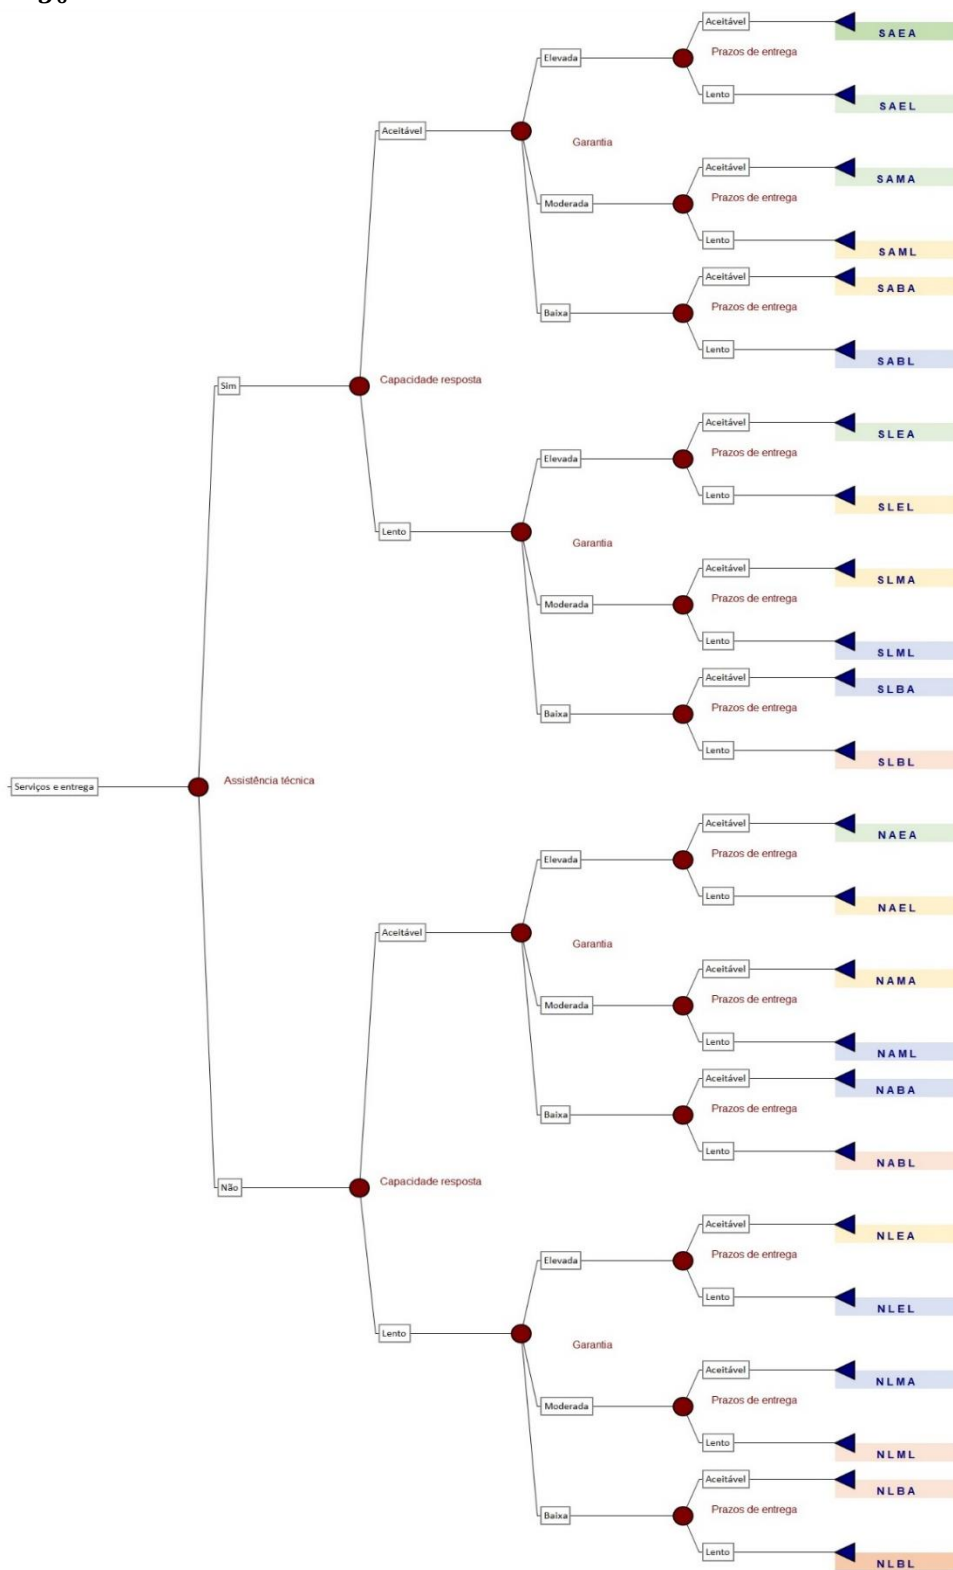 Aceitável
SAEA
Prazos de entrega
Elevada
Lento
SAEL
Aceitável
Garantia
Aceitável
SAMA
Prazos de entrega
Moderada
Lento
SAML
Aceitável
SABA
Prazos de entrega
Baixa
Lento
SABL
Sim
Capacidade resposta
Aceitável
SLEA
Prazos de entrega
Elevada
Lento
SLEL
Lento
Garantia
Aceitável
SLMA
Prazos de entrega
Moderada
Lento
SLML
Aceitável
SLBA
Prazos de entrega
Baixa
Lento
SLBL
Serviços e entrega
Assistência técnica
Aceitável
NAEA
Prazos de entrega
Elevada
Lento
NAEL
Aceitável
Garantia
Aceitável
NAMA
Prazos de entrega
Moderada
Lento
NAML
Aceitável
NABA
Prazos de entrega
Baixa
Lento
NABL
Não
Capacidade resposta
Aceitável
NLEA
Prazos de entrega
Elevada
Lento
NLEL
Lento
Garantia
Aceitável
NLMA
Prazos de entrega
Moderada
Lento
NLML
Aceitável
NLBA
Prazos de entrega
Baixa
Lento
NLBL